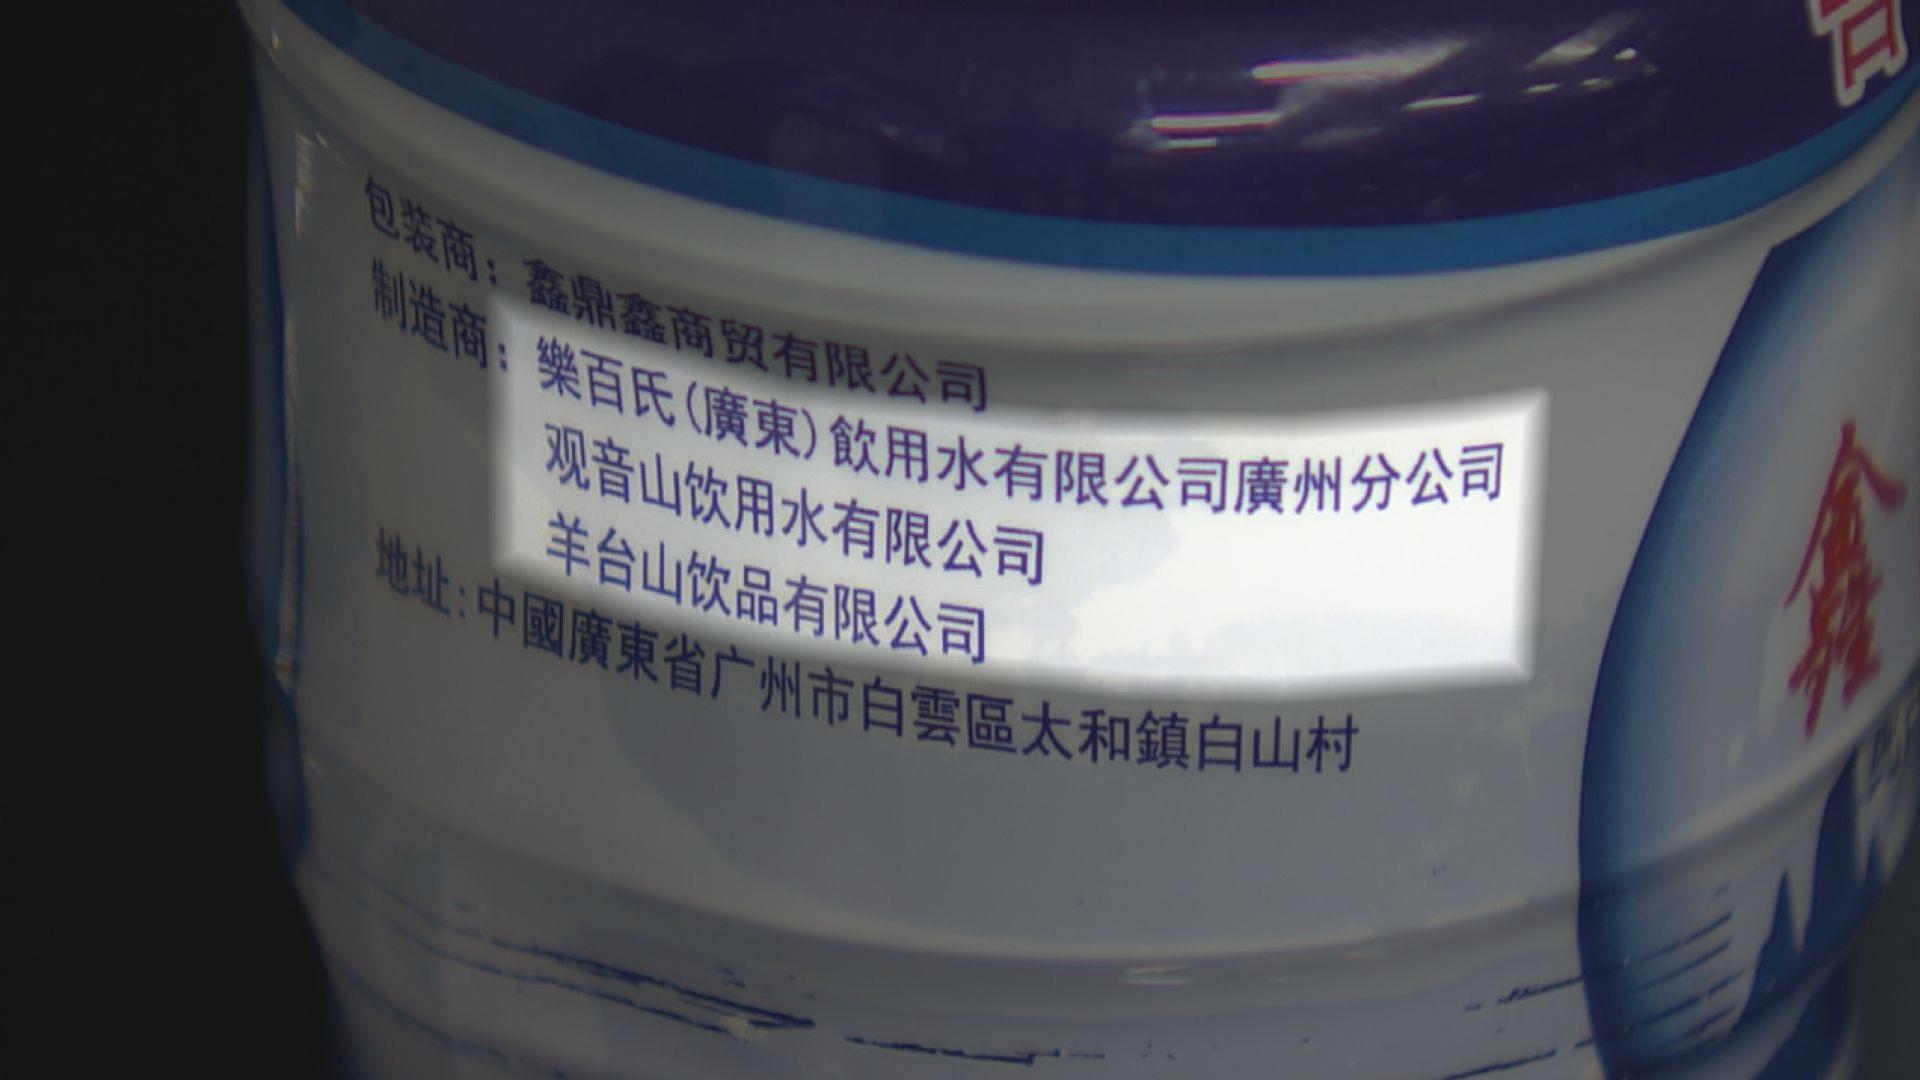 包装商：鑫鼎鑫商贸有限公司
制造商：樂百氏(廣東)飲用水有限公司廣州分公司
观音山饮用水有限公司
羊台山饮品有限公司
地址:中國廣東省广州市白雲區太和鎮白山村
鑫